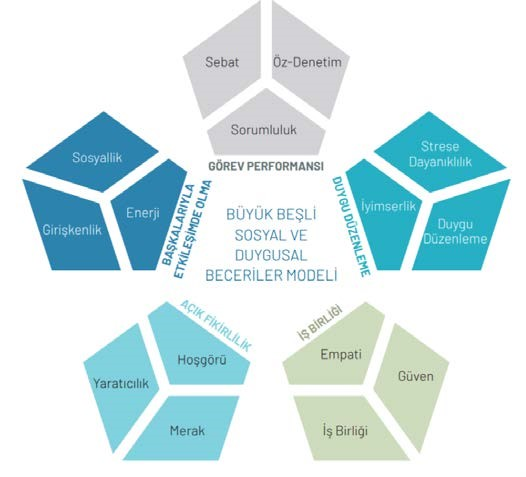 Sebat
Öz-Denetim
Sorumluluk
GÖREV PERFORMANSI
Sosyallik
Girişkenlik
Enerji
BAŞKALARIYLA
ETKİLEŞİMDE OLMA
BÜYÜK BEŞLİ
SOSYAL VE
DUYGUSAL
BECERİLER MODELİ
DUYGU DÜZENLEME
İyimserlik
Strese
Dayanıklılık
Duygu
Düzenleme
AÇIK FİKİRLİLİK
Hoşgörü
Yaratıcılık
Merak
İŞ BİRLİĞİ
Empati
Güven
İş Birliği